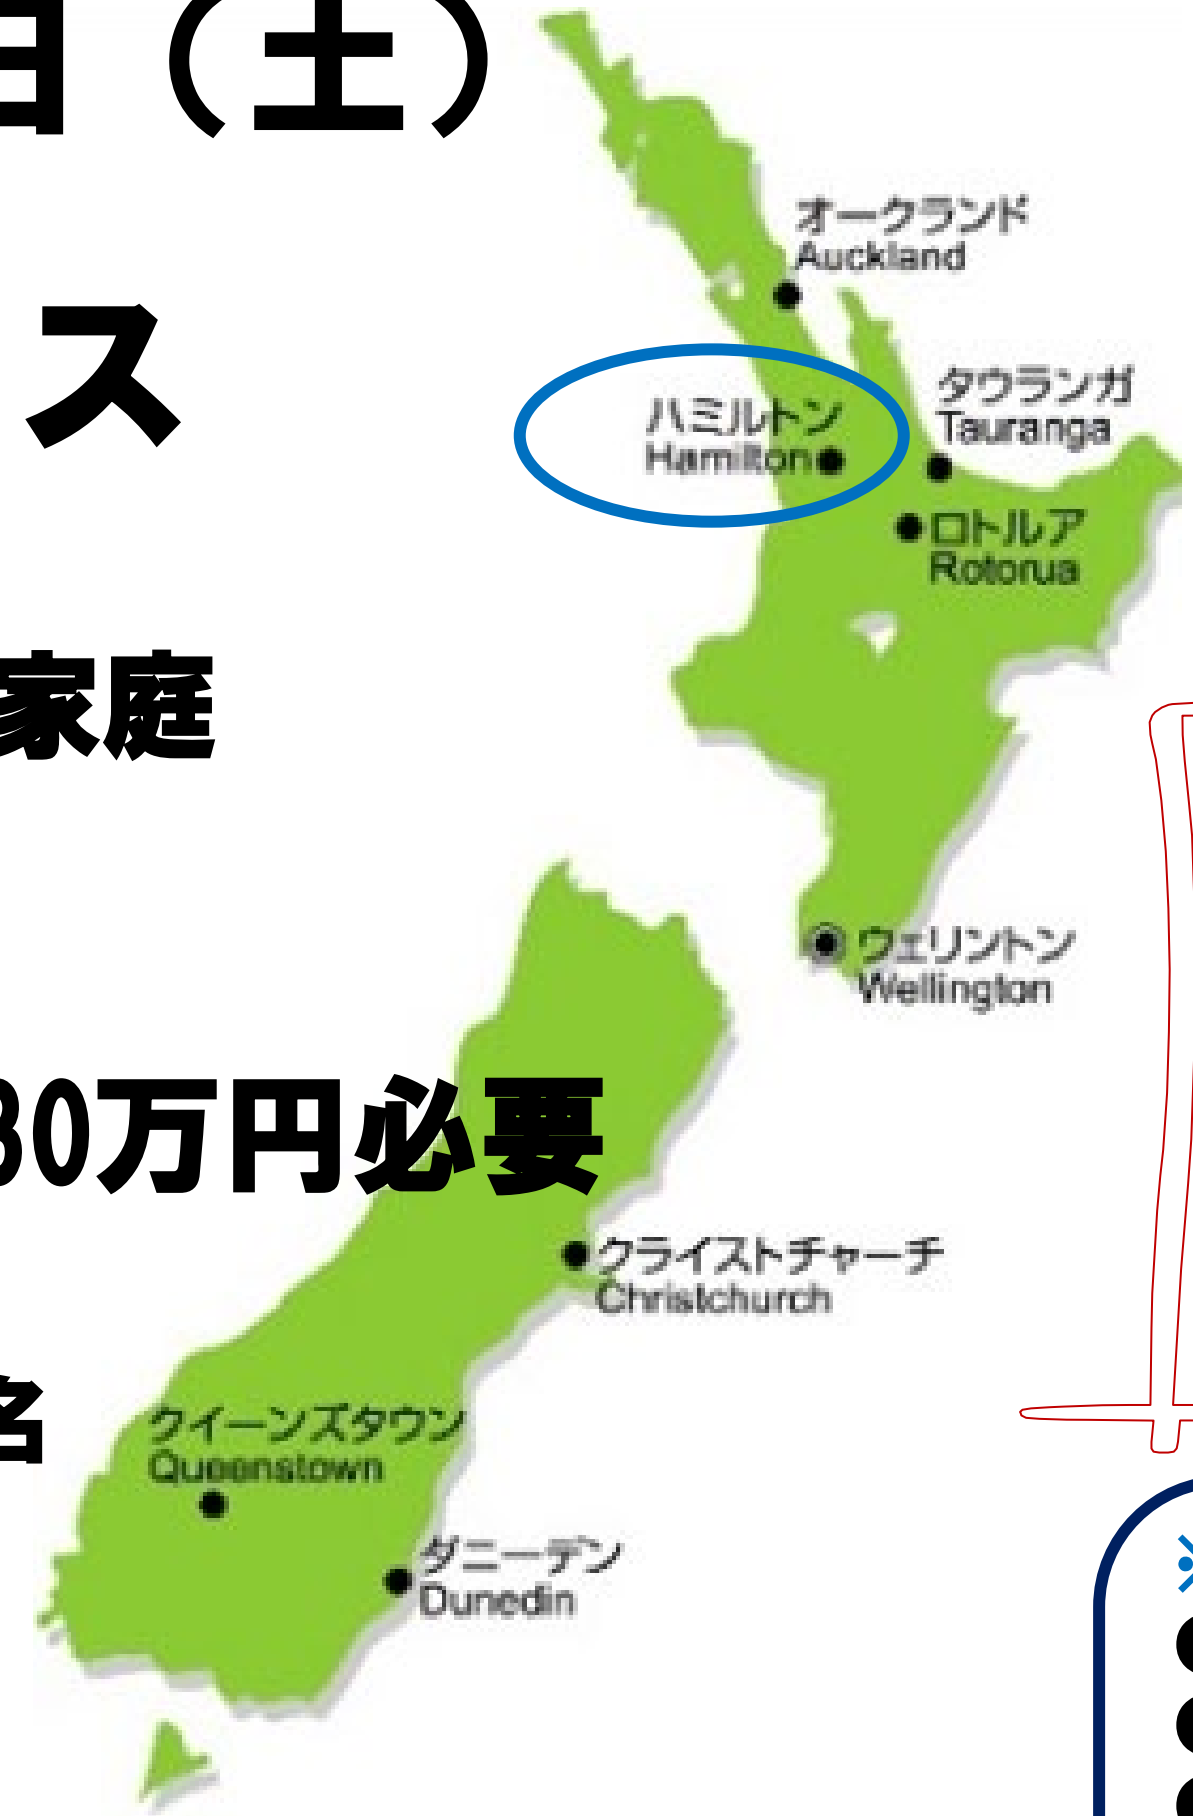 日（土）
オークランド
Auckland
ス
タウランガ
Tauranga
ハミルトン
Hamilton
ロトルア
Rotorua
家庭
ウェリントン
Wellington
30万円必要
クライストチャーチ
Christchurch
名
クイーンズタウン
Queenstown
ダニーデン
Dunedin
※